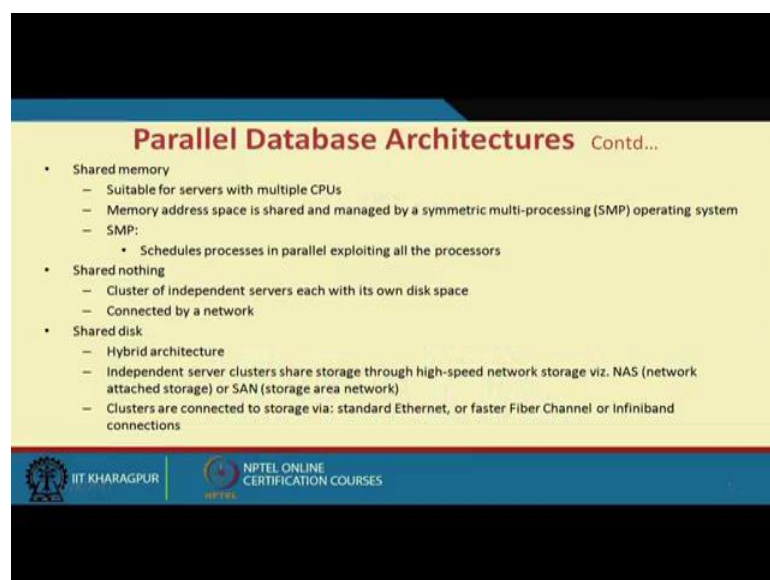 Parallel Database Architectures Contd...
• Shared memory
– Suitable for servers with multiple CPUs
– Memory address space is shared and managed by a symmetric multi-processing (SMP) operating system
– SMP:
• Schedules processes in parallel exploiting all the processors
• Shared nothing
– Cluster of independent servers each with its own disk space
– Connected by a network
• Shared disk
– Hybrid architecture
– Independent server clusters share storage through high-speed network storage viz. NAS (network
attached storage) or SAN (storage area network)
– Clusters are connected to storage via: standard Ethernet, or faster Fiber Channel or Infiniband
connections
IIT KHARAGPUR
NPTEL
NPTEL ONLINE
CERTIFICATION COURSES